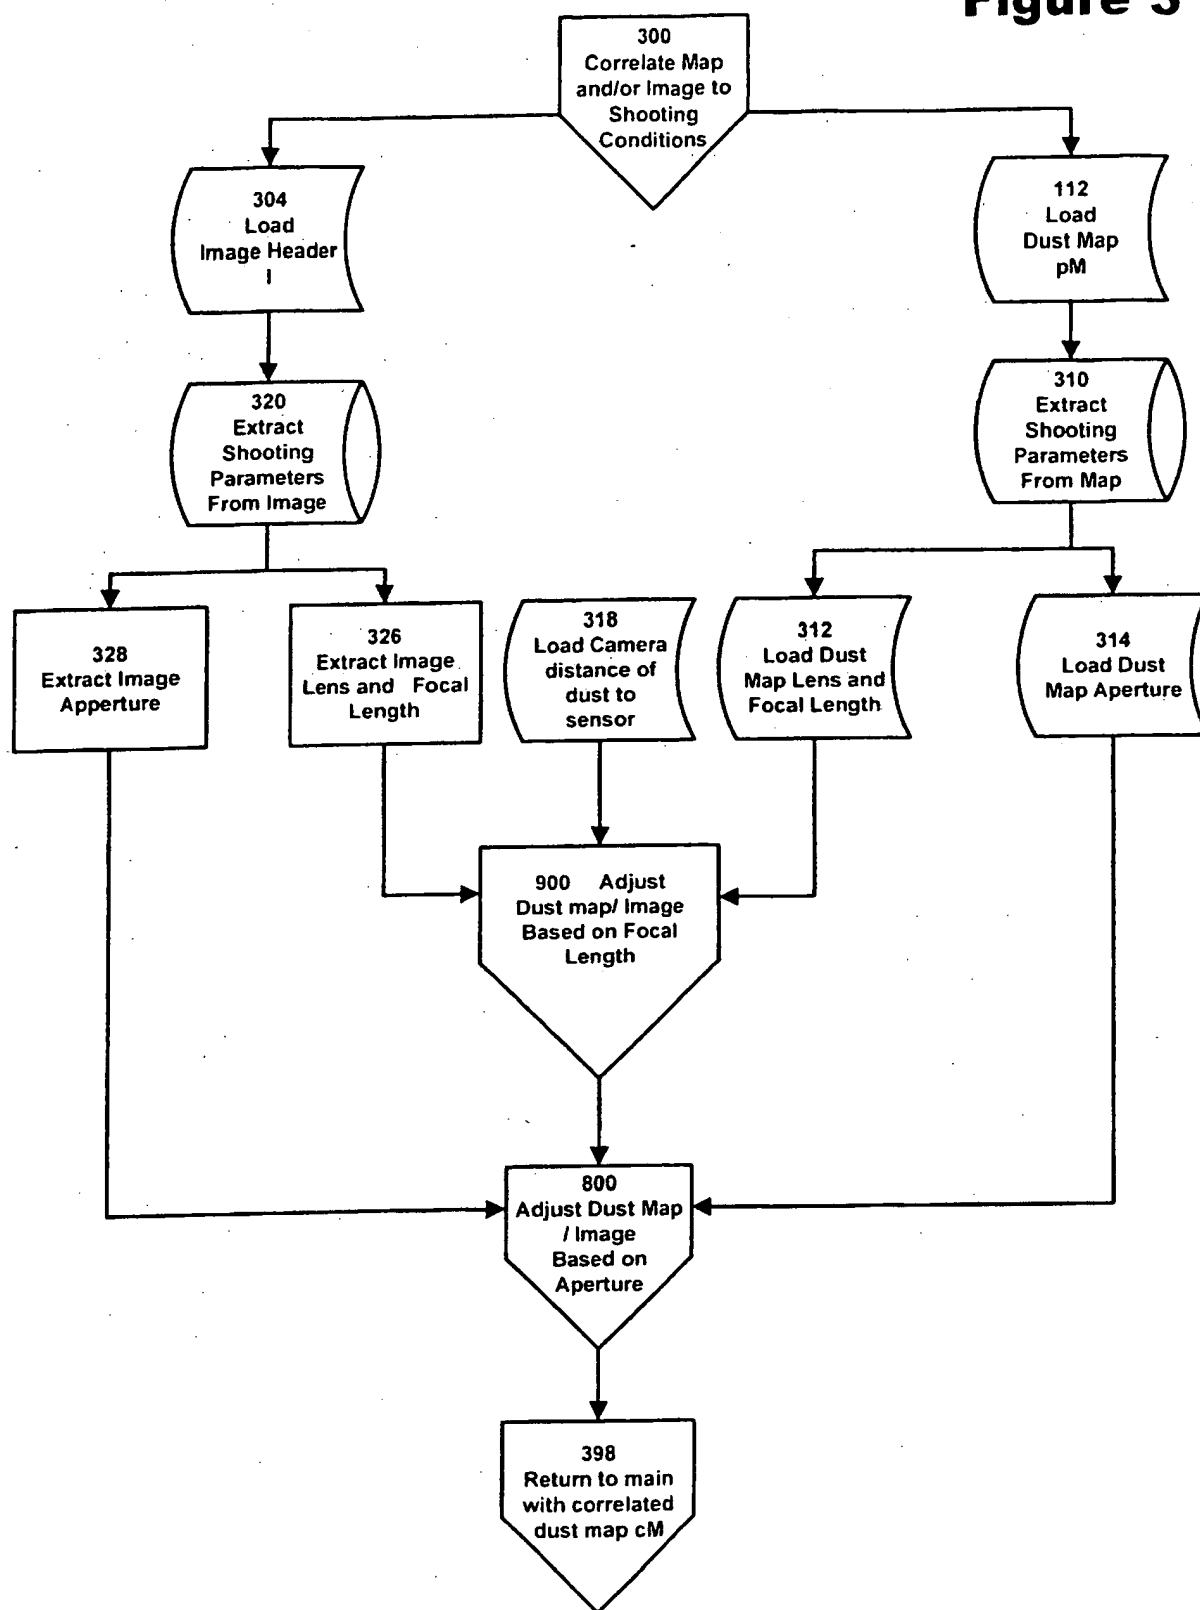 Figure 3
300
Correlate Map
and/or Image to
Shooting
Conditions
304
Load
Image Header
I
112
Load
Dust Map
pM
320
Extract
Shooting
Parameters
From Image
310
Extract
Shooting
Parameters
From Map
328
Extract Image
Apperture
326
Extract Image
Lens and Focal
Length
318
Load Camera
distance of
dust to
sensor
312
Load Dust
Map Lens and
Focal Length
314
Load Dust
Map Aperture
900 Adjust
Dust map/ Image
Based on Focal
Length
800
Adjust Dust Map
/ Image
Based on
Aperture
398
Return to main
with correlated
dust map cM